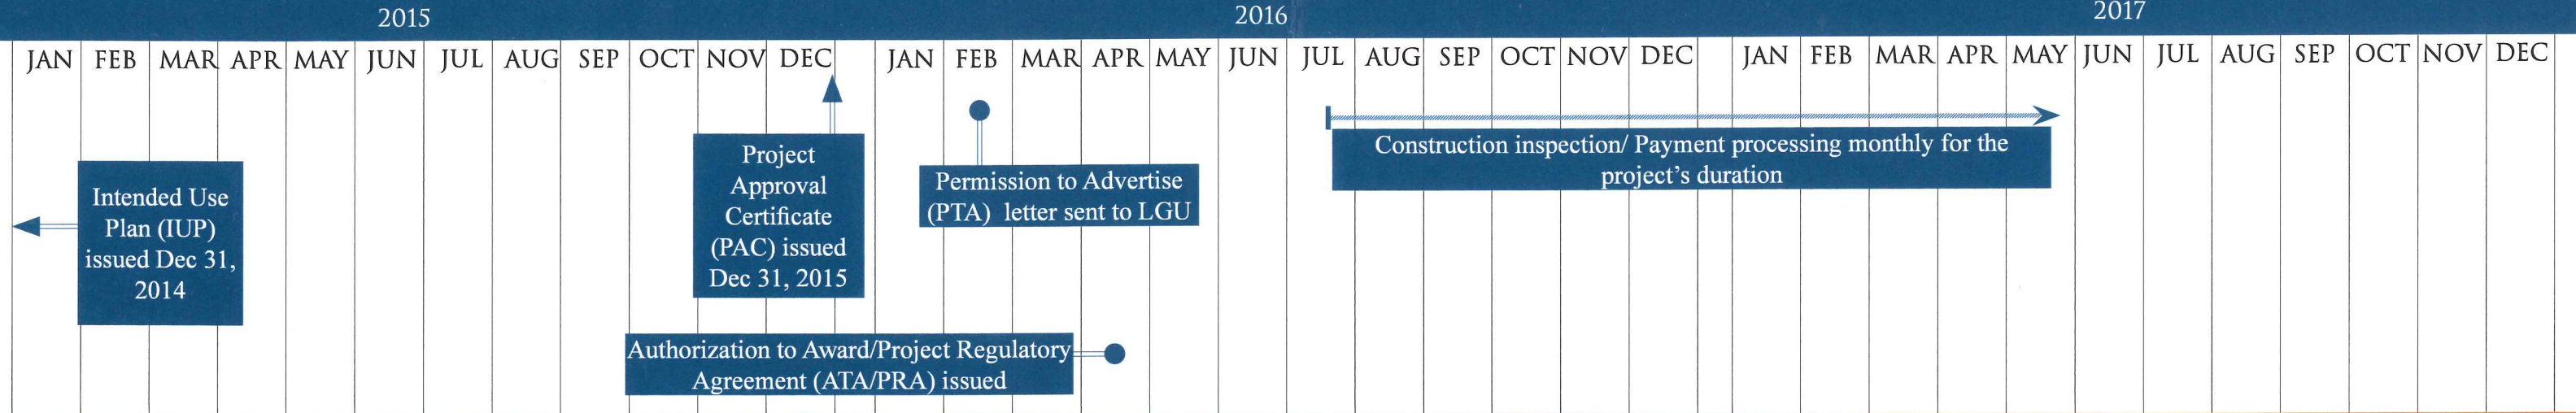 2015 2016 2017
JAN FEB MAR APR MAY JUN JUL AUG SEP OCT NOV DEC JAN FEB MAR APR MAY JUN JUL AUG SEP OCT NOV DEC JAN FEB MAR APR MAY JUN JUL AUG SEP OCT NOV DEC
Intended Use
Plan (IUP)
issued Dec 31,
2014
Project
Approval
Certificate
(PAC) issued
Dec 31, 2015
Permission to Advertise
(PTA) letter sent to LGU
Construction inspection/ Payment processing monthly for the
project’s duration
Authorization to Award/Project Regulatory
Agreement (ATA/PRA) issued